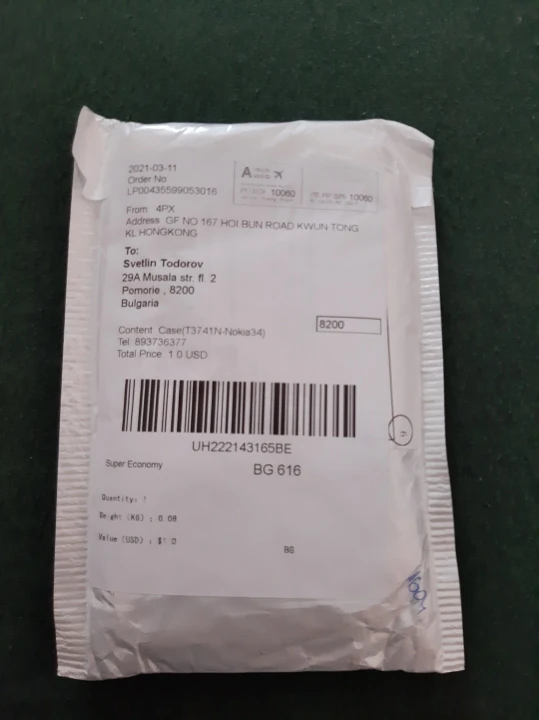 2021-03-11
Order No
LP00435599053016
A
10060
10060
From 4PX
Address GF NO 167 HOI BUN ROAD KWUN TONG
KL HONGKONG
To:
Svetlin Todorov
29A Musala str. fl. 2
Pomorie , 8200
Bulgaria
8200
Content Case(T3741N-Nokia34)
Tel 893736377
Total Price 1.0 USD
UH222143165BE
Super Economy
BG 616
Quantity: 1
Weight (KG) : 0.08
Value (USD) : $1.0
BG